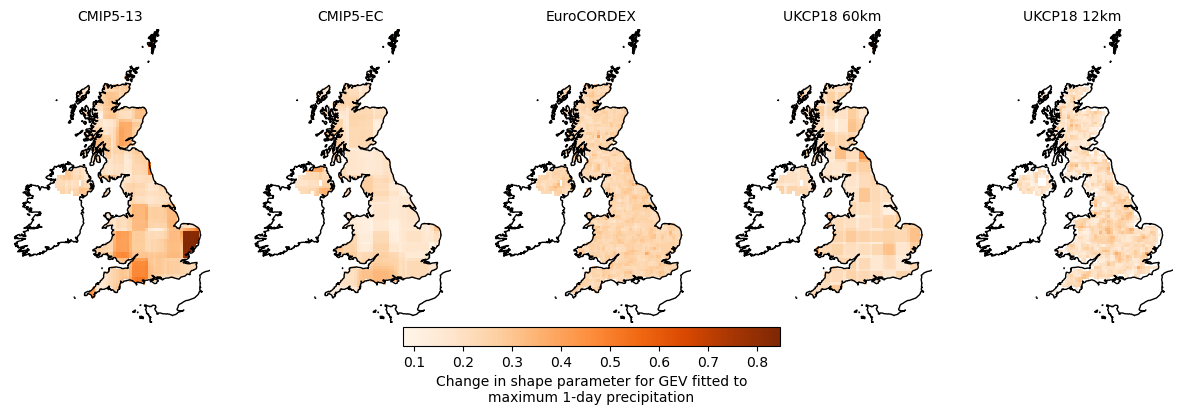 CMIP5-13
CMIP5-EC
EuroCORDEX
UKCP18 60km
UKCP18 12km
0.1 0.2 0.3 0.4 0.5 0.6 0.7 0.8
Change in shape parameter for GEV fitted to
maximum 1-day precipitation